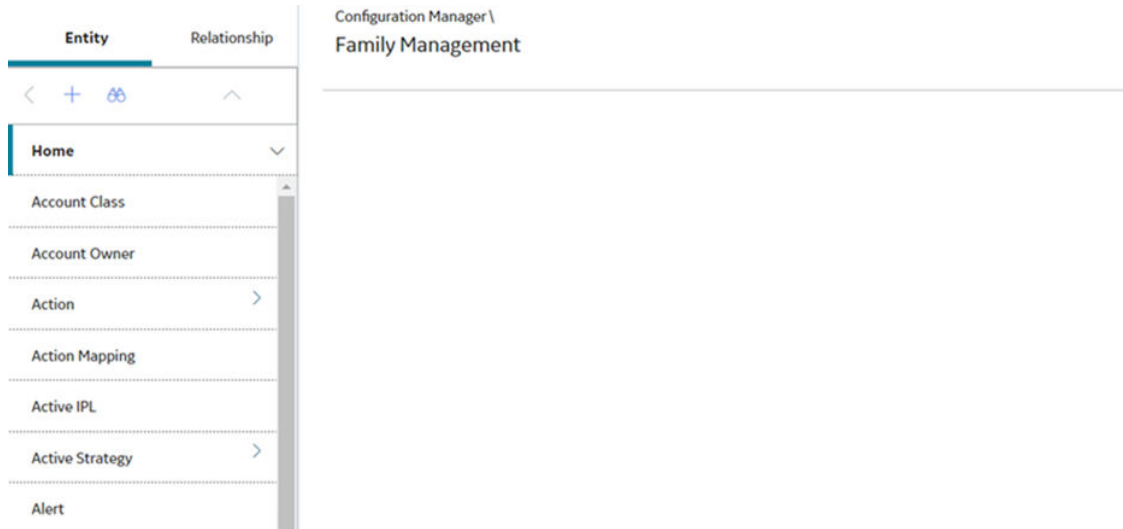 Entity Relationship
Home
Account Class
Account Owner
Action
Action Mapping
Active IPL
Active Strategy
Alert
Configuration Manager\
Family Management